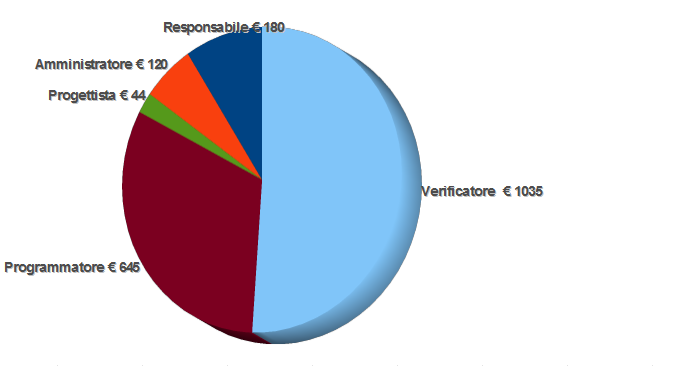 Responsabile € 180
Amministratore € 120
Progettista € 44
Verificatore € 1035
Programmatore € 645